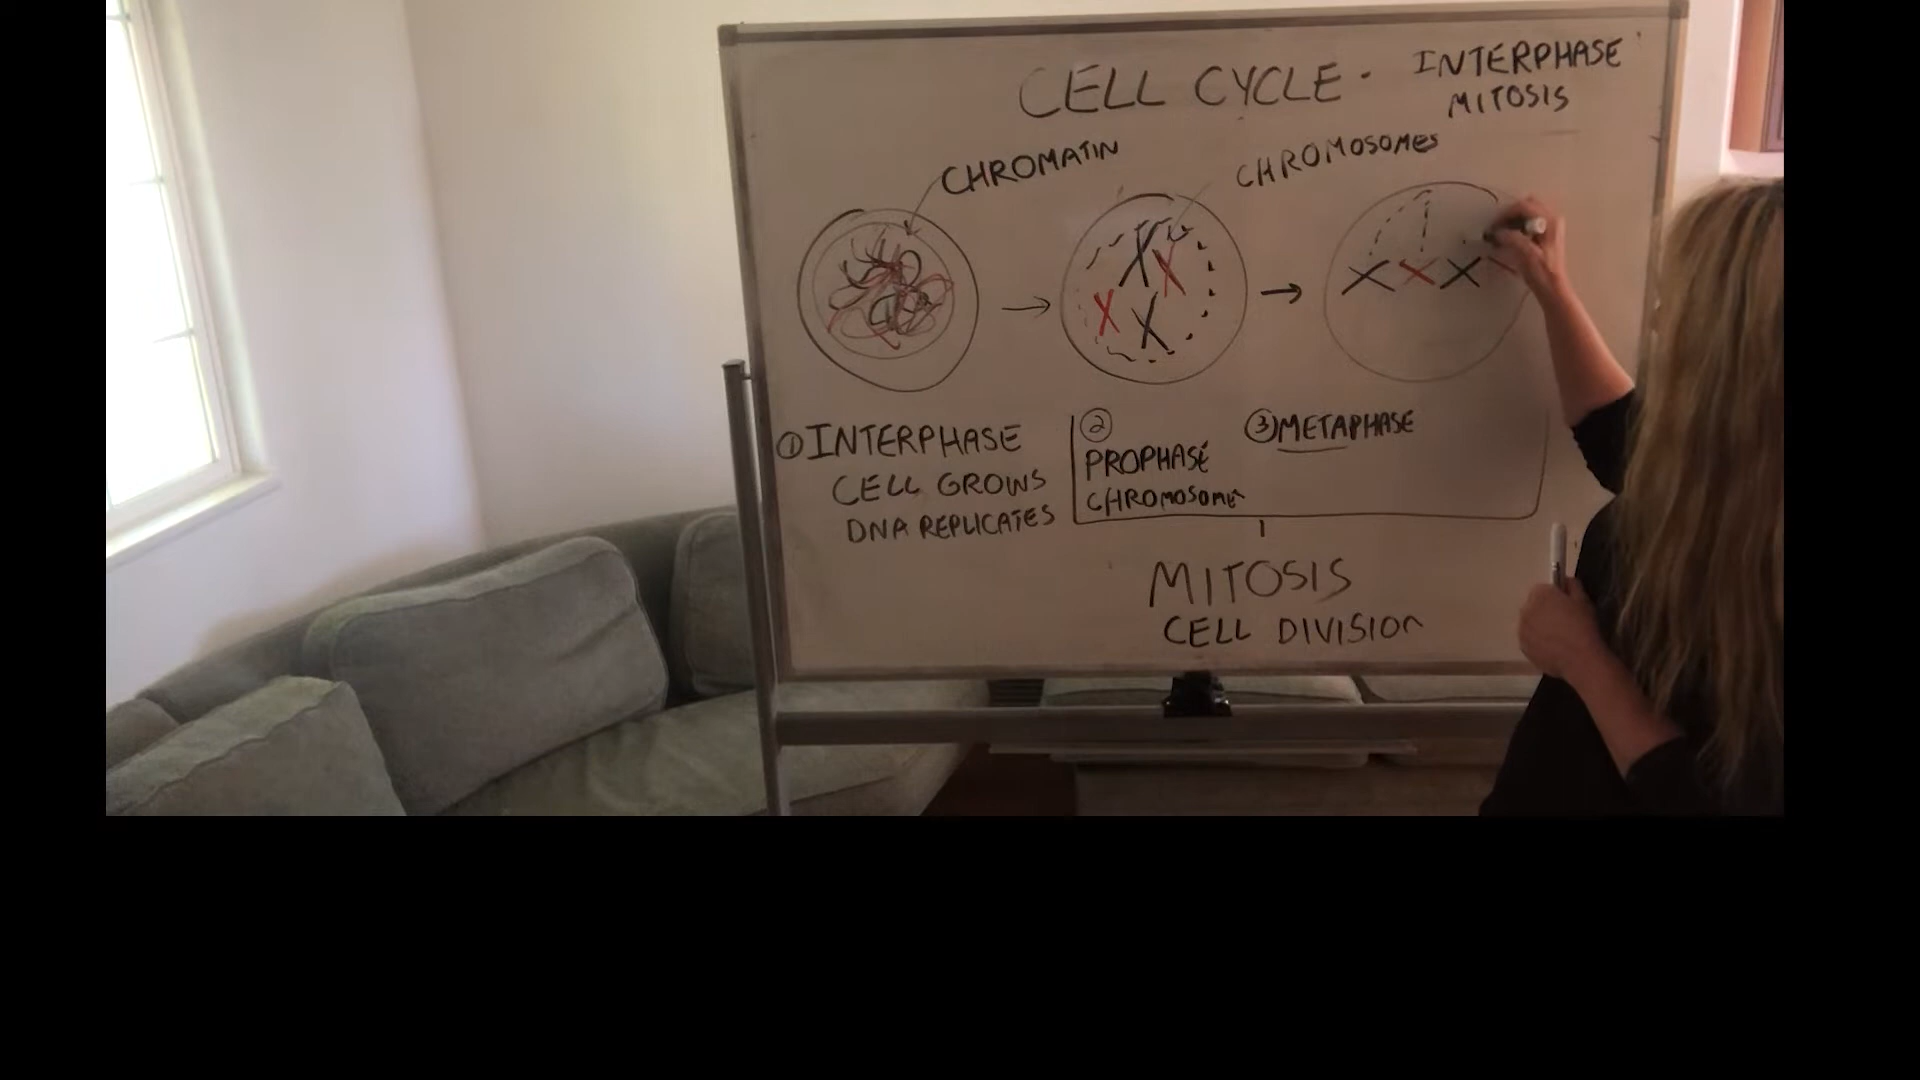 CELL CYCLE - INTERPHASE
MITOSIS
CHROMATIN
CHROMOSOMES
① INTERPHASE
CELL GROWS
DNA REPLICATES
②
PROPHASE
CHROMOSOME
③ METAPHASE
MITOSIS
CELL DIVISION